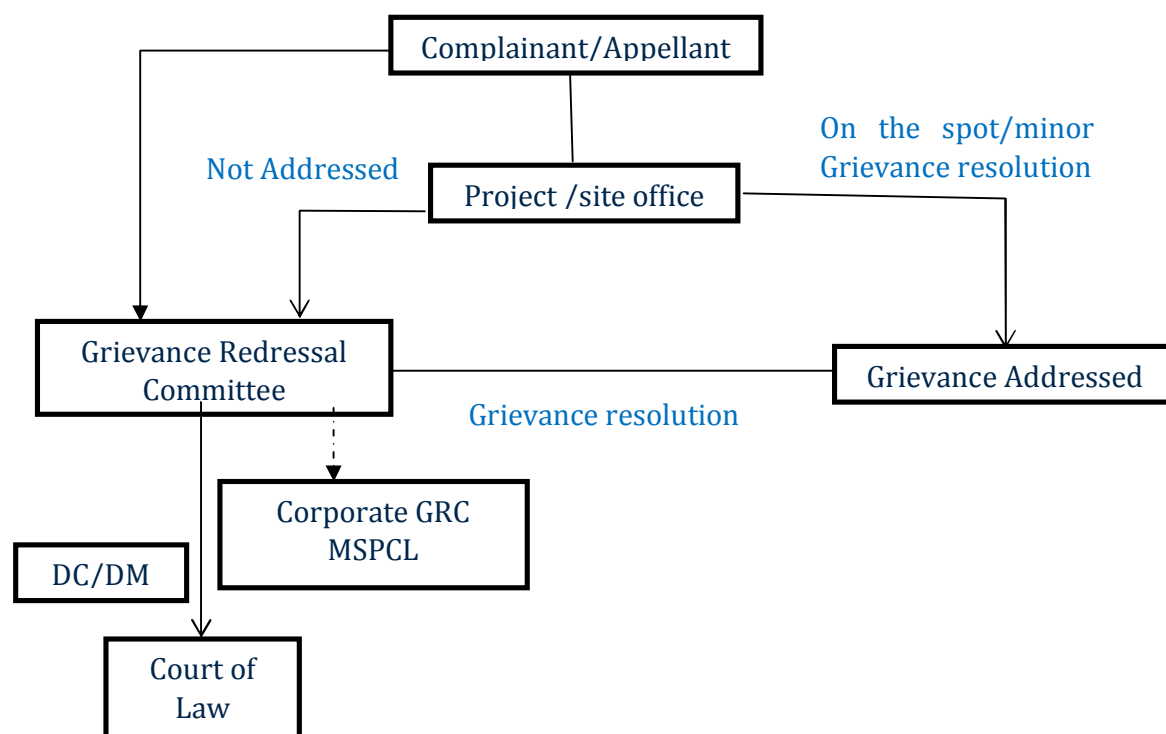 Complainant/Appellant
On the spot/minor
Grievance resolution
Not Addressed
Project /site office
Grievance Redressal
Committee
Grievance Addressed
Grievance resolution
Corporate GRC
MSPCL
DC/DM
Court of
Law